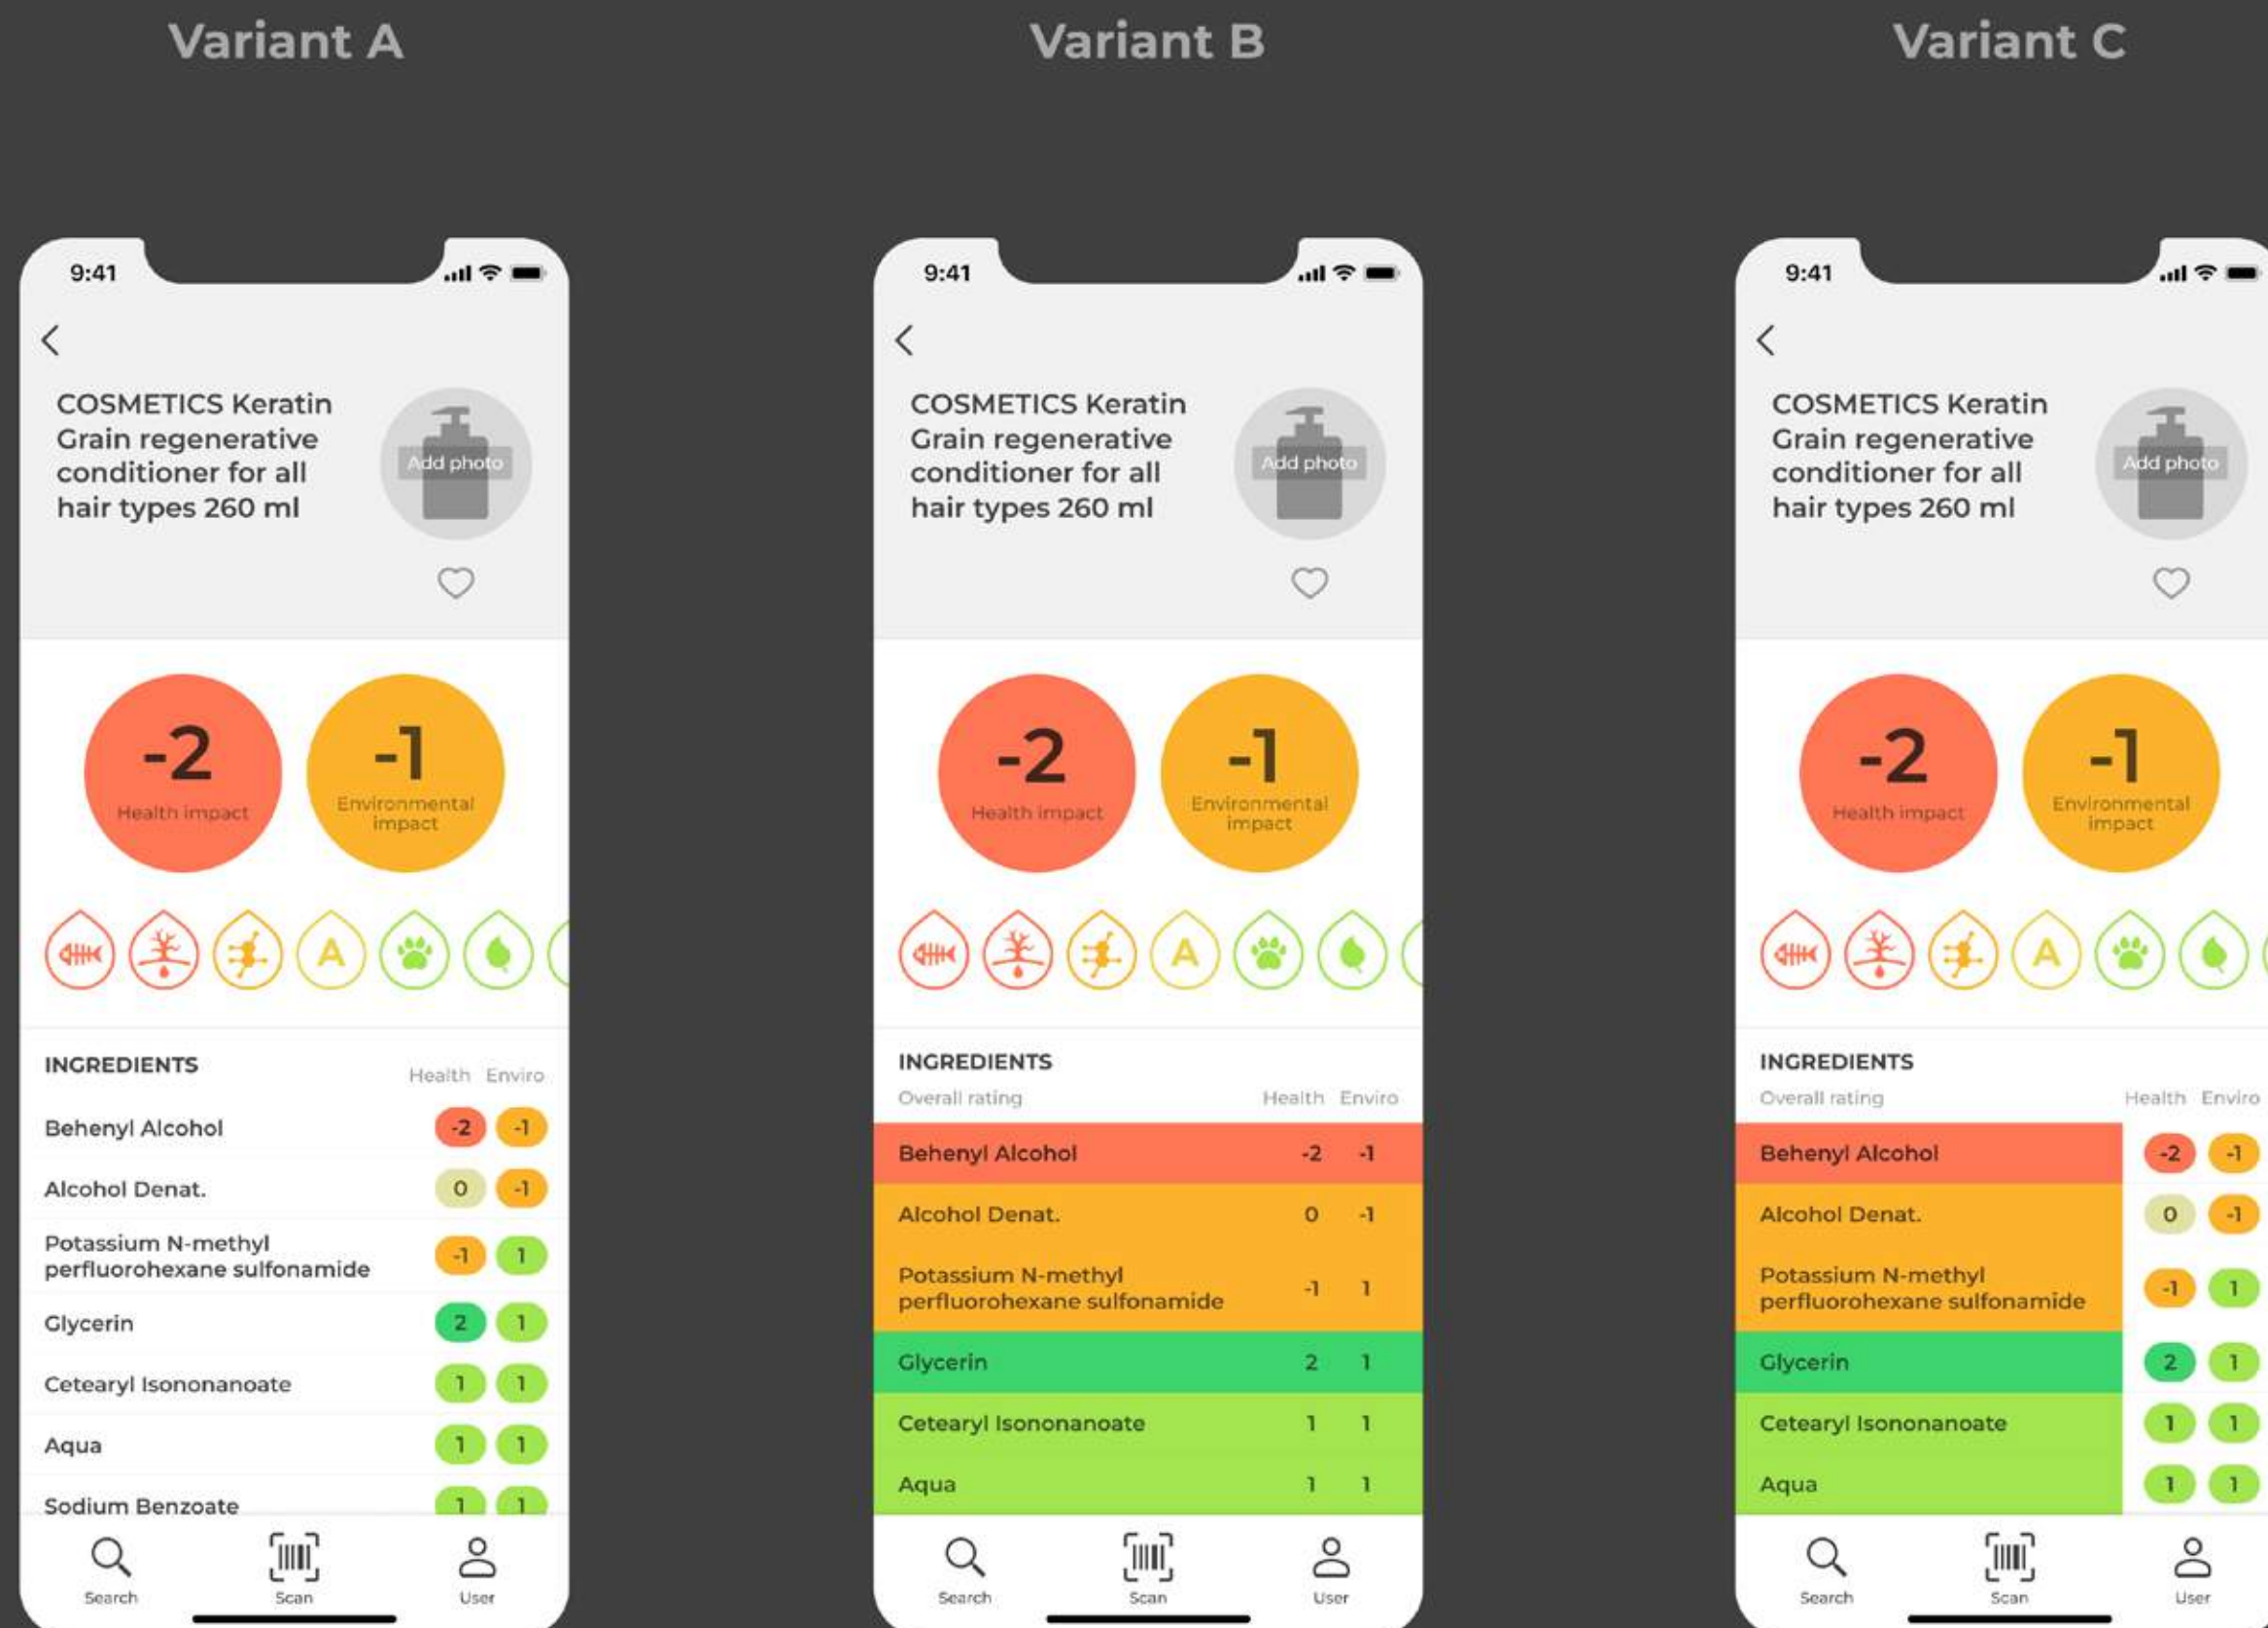 Variant A
9:41
COSMETICS Keratin
Grain regenerative
conditioner for all
hair types 260 ml
Add photo
-2
Health impact
-1
Environmental
impact
A
INGREDIENTS
Health Enviro
Behenyl Alcohol -2 -1
Alcohol Denat. 0 -1
Potassium N-methyl
perfluorohexane sulfonamide -1 1
Glycerin 2 1
Cetearyl Isononanoate 1 1
Aqua 1 1
Sodium Benzoate 1 1
Search Scan User
Variant B
9:41
COSMETICS Keratin
Grain regenerative
conditioner for all
hair types 260 ml
Add photo
-2
Health impact
-1
Environmental
impact
A
INGREDIENTS
Overall rating Health Enviro
Behenyl Alcohol -2 -1
Alcohol Denat. 0 -1
Potassium N-methyl
perfluorohexane sulfonamide -1 1
Glycerin 2 1
Cetearyl Isononanoate 1 1
Aqua 1 1
Search Scan User
Variant C
9:41
COSMETICS Keratin
Grain regenerative
conditioner for all
hair types 260 ml
Add photo
-2
Health impact
-1
Environmental
impact
A
INGREDIENTS
Overall rating Health Enviro
Behenyl Alcohol -2 -1
Alcohol Denat. 0 -1
Potassium N-methyl
perfluorohexane sulfonamide -1 1
Glycerin 2 1
Cetearyl Isononanoate 1 1
Aqua 1 1
Search Scan User